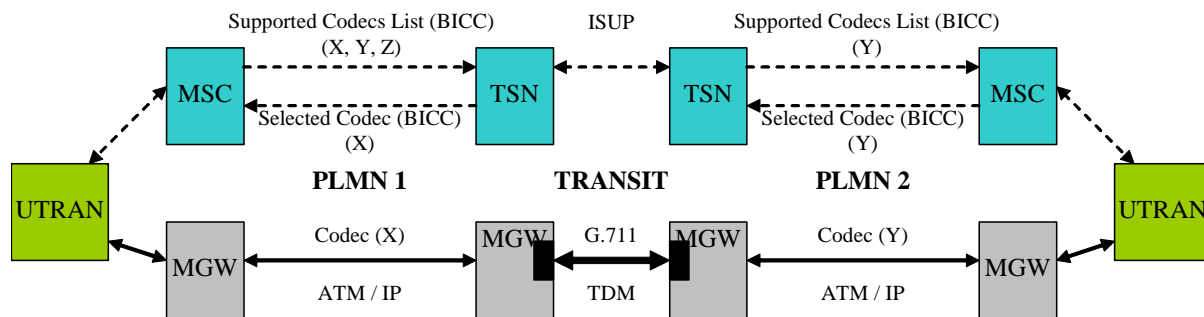 Supported Codecs List (BICC)
(X, Y, Z)
ISUP
Supported Codecs List (BICC)
(Y)
MSC
TSN
TSN
MSC
Selected Codec (BICC)
(X)
Selected Codec (BICC)
(Y)
PLMN 1
TRANSIT
PLMN 2
UTRAN
UTRAN
MGW
Codec (X)
ATM / IP
MGW
G.711
TDM
MGW
Codec (Y)
ATM / IP
MGW